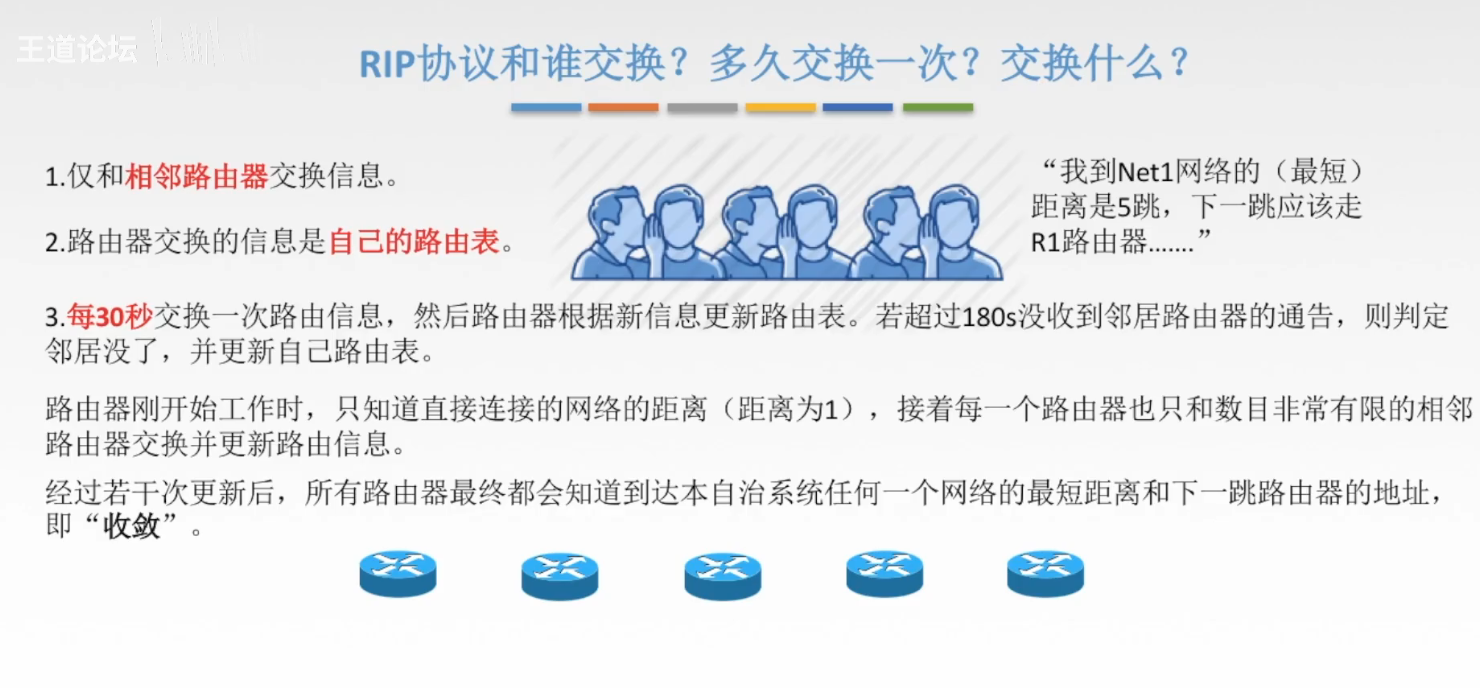 王道论坛
RIP协议和谁交换？多久交换一次？交换什么？
1.仅和相邻路由器交换信息。
2.路由器交换的信息是自己的路由表。
“我到Net1网络的（最短）
距离是5跳，下一跳应该走
R1路由器.......”
3.每30秒交换一次路由信息，然后路由器根据新信息更新路由表。若超过180s没收到邻居路由器的通告，则判定
邻居没了，并更新自己路由表。
路由器刚开始工作时，只知道直接连接的网络的距离（距离为1），接着每一个路由器也只和数目非常有限的相邻
路由器交换并更新路由信息。
经过若干次更新后，所有路由器最终都会知道到达本自治系统任何一个网络的最短距离和下一跳路由器的地址，
即“收敛”。